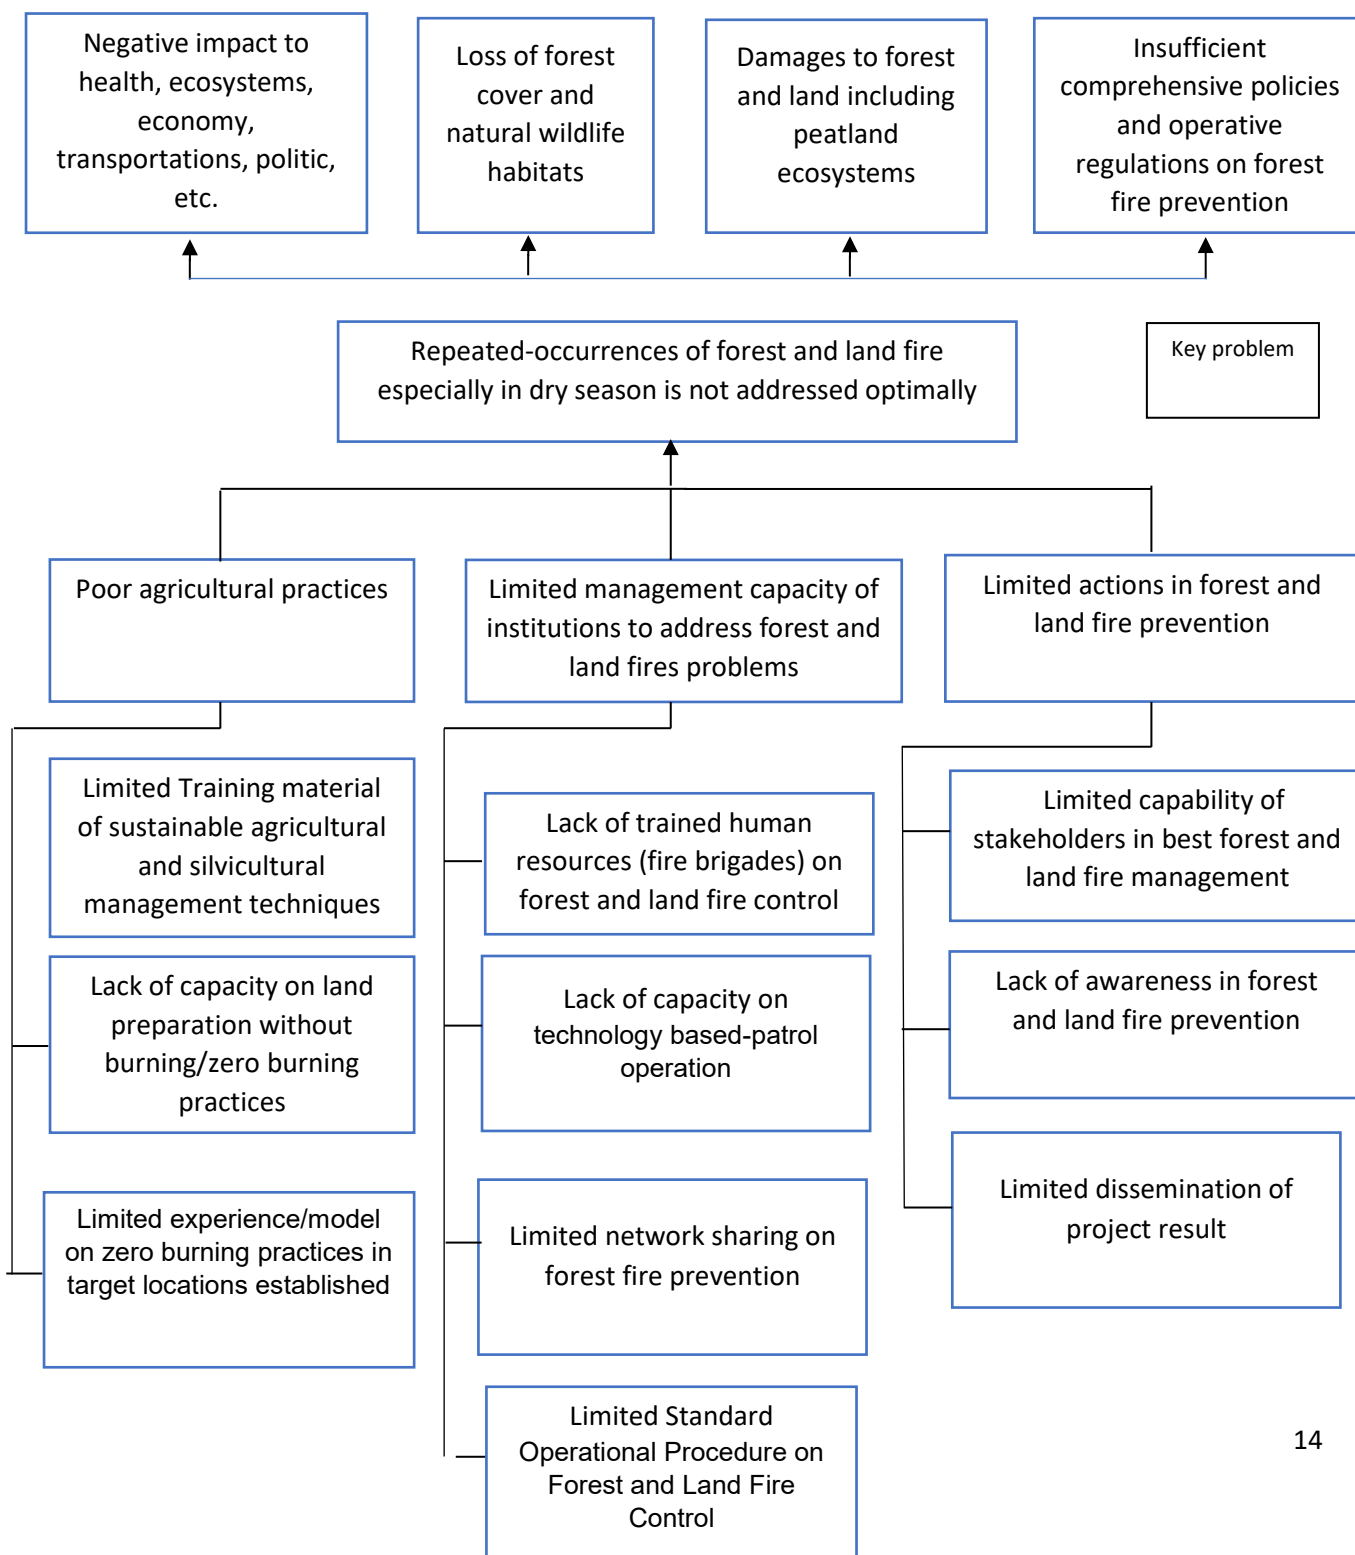 Negative impact to
health, ecosystems,
economy,
transportations, politic,
etc.
Loss of forest
cover and
natural wildlife
habitats
Damages to forest
and land including
peatland
ecosystems
Insufficient
comprehensive policies
and operative
regulations on forest
fire prevention
Repeated-occurrences of forest and land fire
especially in dry season is not addressed optimally
Key problem
Poor agricultural practices
Limited management capacity of
institutions to address forest and
land fires problems
Limited actions in forest and
land fire prevention
Limited Training material
of sustainable agricultural
and silvicultural
management techniques
Lack of capacity on land
preparation without
burning/zero burning
practices
Limited experience/model
on zero burning practices in
target locations established
Lack of trained human
resources (fire brigades) on
forest and land fire control
Lack of capacity on
technology based-patrol
operation
Limited network sharing on
forest fire prevention
Limited Standard
Operational Procedure on
Forest and Land Fire
Control
Limited capability of
stakeholders in best forest and
land fire management
Lack of awareness in forest
and land fire prevention
Limited dissemination of
project result
14